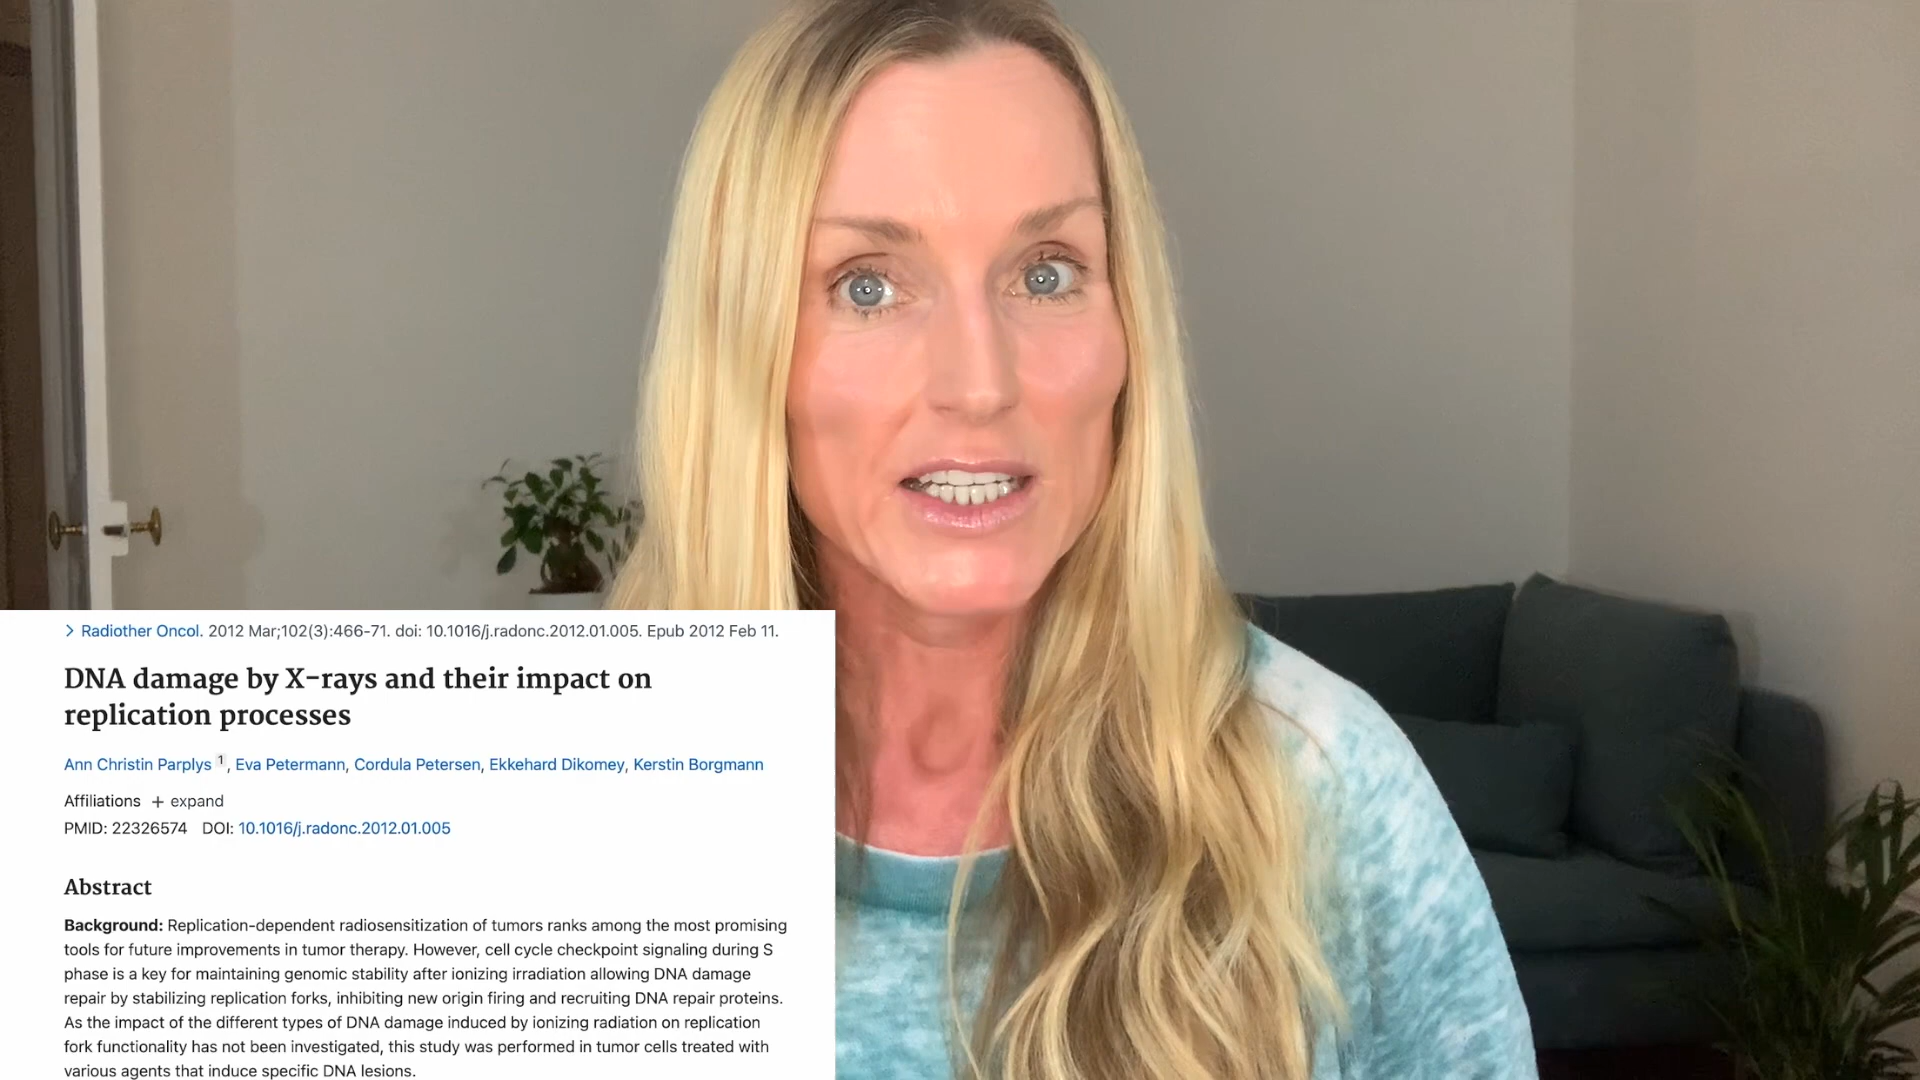 > Radiother Oncol. 2012 Mar;102(3):466-71. doi: 10.1016/j.radonc.2012.01.005. Epub 2012 Feb 11.
DNA damage by X-rays and their impact on
replication processes
Ann Christin Parplys 1, Eva Petermann, Cordula Petersen, Ekkehard Dikomey, Kerstin Borgmann
Affiliations + expand
PMID: 22326574 DOI: 10.1016/j.radonc.2012.01.005
Abstract
Background: Replication-dependent radiosensitization of tumors ranks among the most promising
tools for future improvements in tumor therapy. However, cell cycle checkpoint signaling during S
phase is a key for maintaining genomic stability after ionizing irradiation allowing DNA damage
repair by stabilizing replication forks, inhibiting new origin firing and recruiting DNA repair proteins.
As the impact of the different types of DNA damage induced by ionizing radiation on replication
fork functionality has not been investigated, this study was performed in tumor cells treated with
various agents that induce specific DNA lesions.